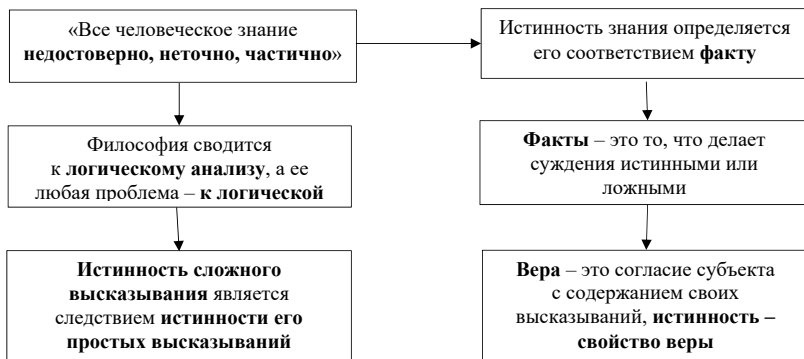 «Все человеческое знание
недостоверно, неточно, частично»
Истинность знания определяется
его соответствием факту
Философия сводится
к логическому анализу, а ее
любая проблема – к логической
Факты – это то, что делает
суждения истинными или
ложными
Истинность сложного
высказывания является
следствием истинности его
простых высказываний
Вера – это согласие субъекта
с содержанием своих
высказываний, истинность –
свойство веры